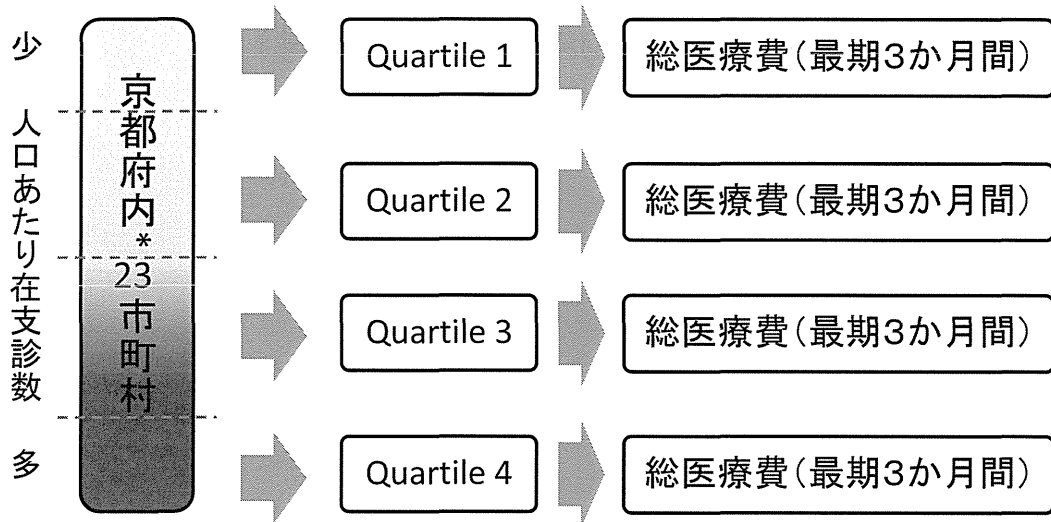 少
人口あたり在支診数
多
京都府内*23市町村
Quartile 1
総医療費(最期3か月間)
Quartile 2
総医療費(最期3か月間)
Quartile 3
総医療費(最期3か月間)
Quartile 4
総医療費(最期3か月間)